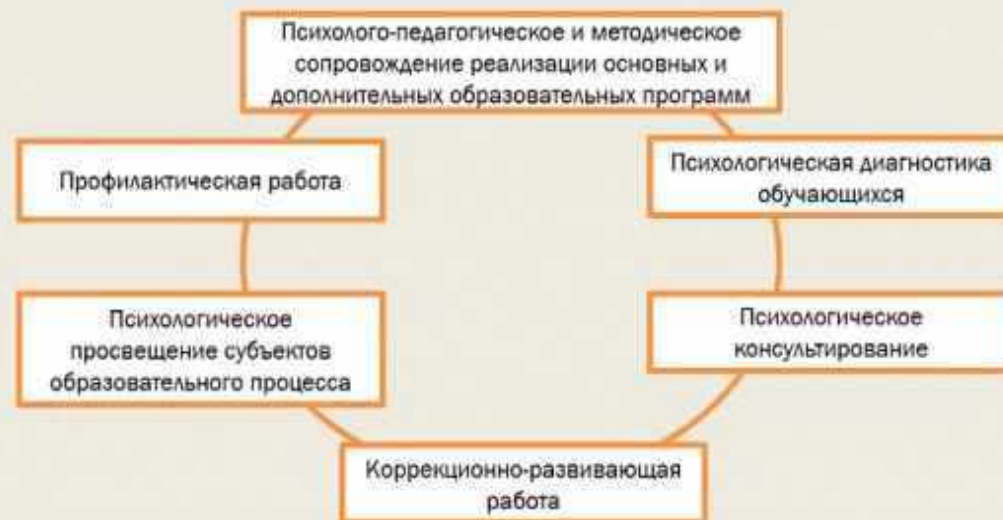 Психолого-педагогическое и методическое
сопровождение реализации основных и
дополнительных образовательных программ
Профилактическая работа
Психологическая диагностика
обучающихся
Психологическое
просвещение субъектов
образовательного процесса
Психологическое
консультирование
Коррекционно-развивающая
работа